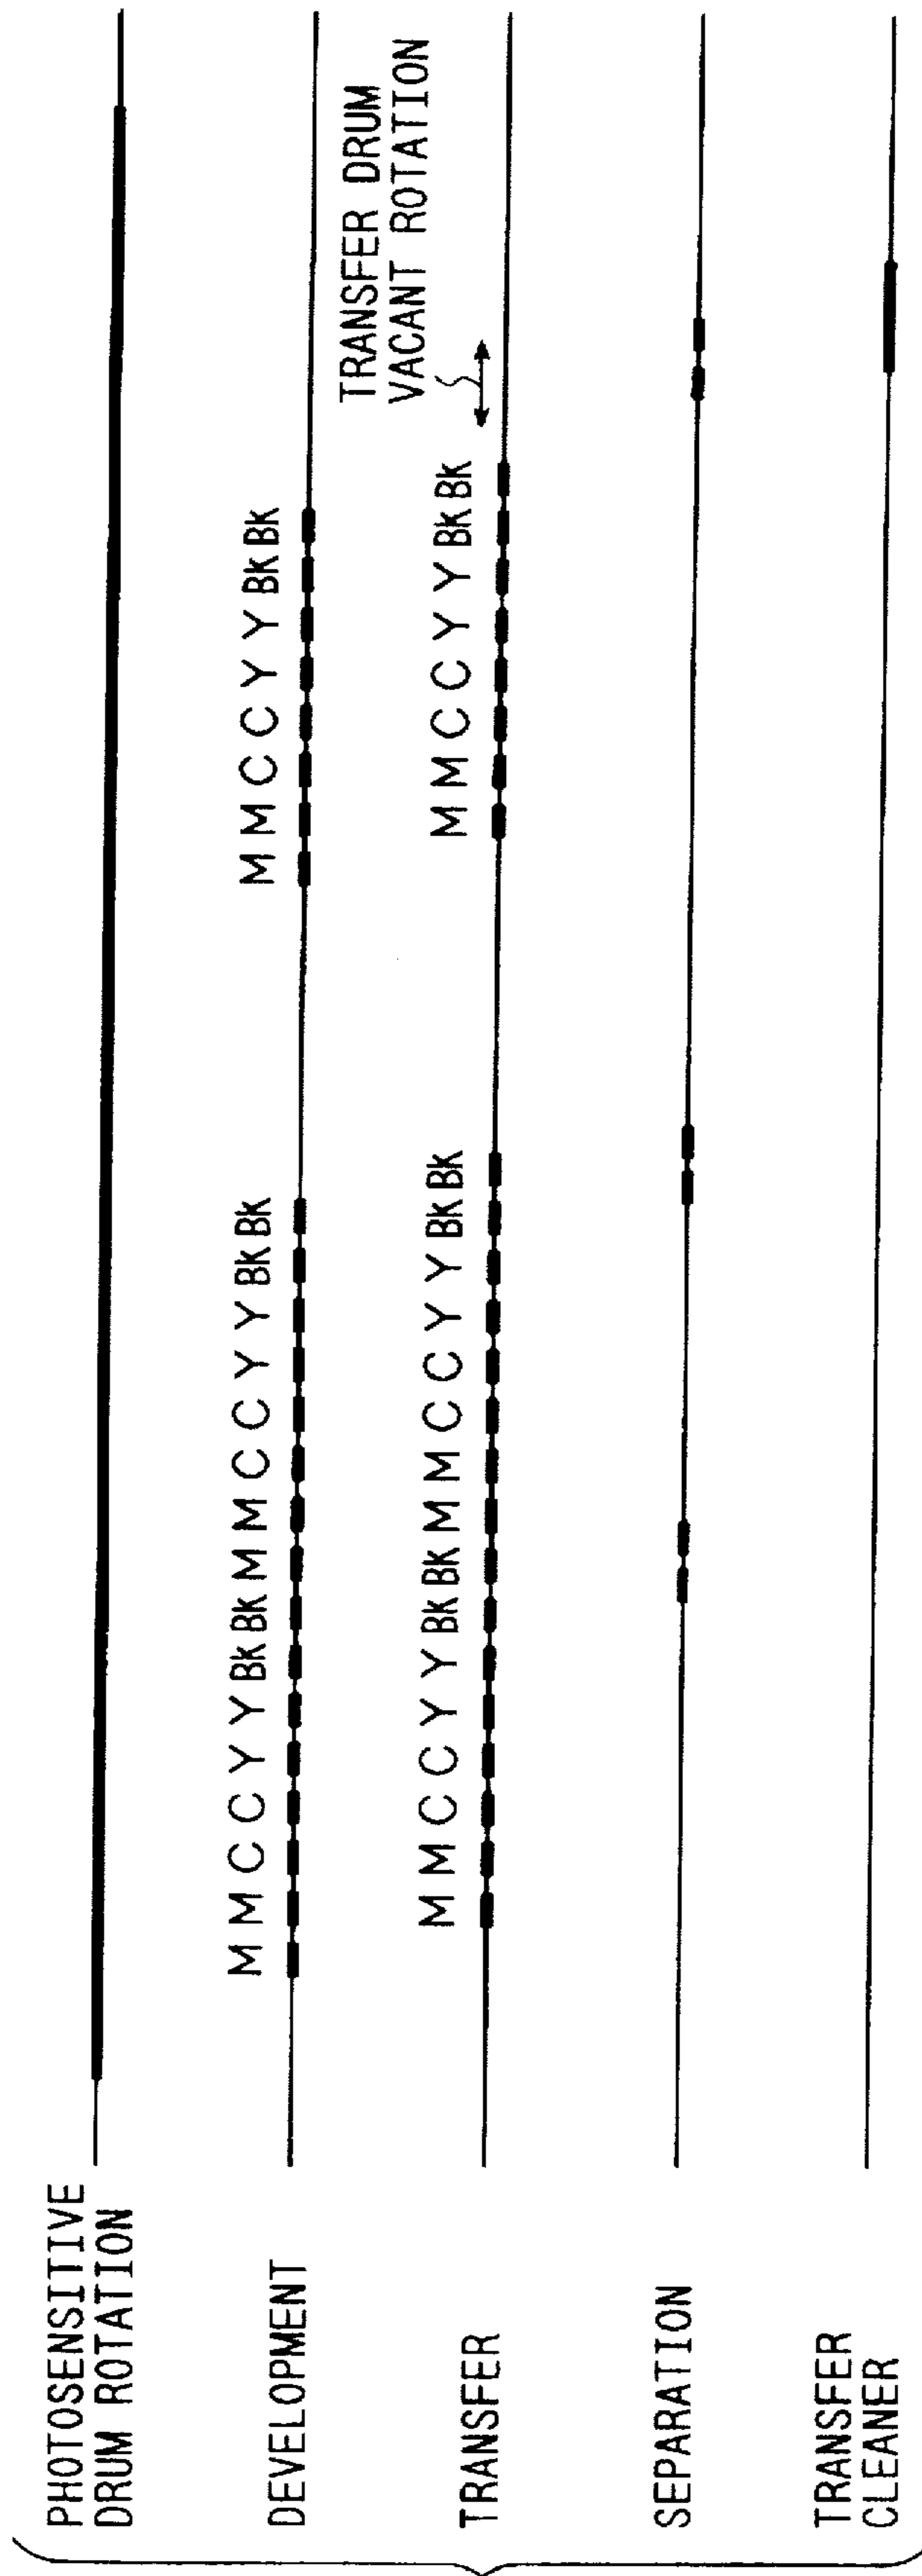 PHOTOSENSITIVE
DRUM ROTATION
DEVELOPMENT
M M C C Y Y BK BK M M C C Y Y BK BK
M M C C Y Y BK BK
TRANSFER
M M C C Y Y BK BK M M C C Y Y BK BK
M M C C Y Y BK BK
TRANSFER DRUM
VACANT ROTATION
SEPARATION
TRANSFER
CLEANER